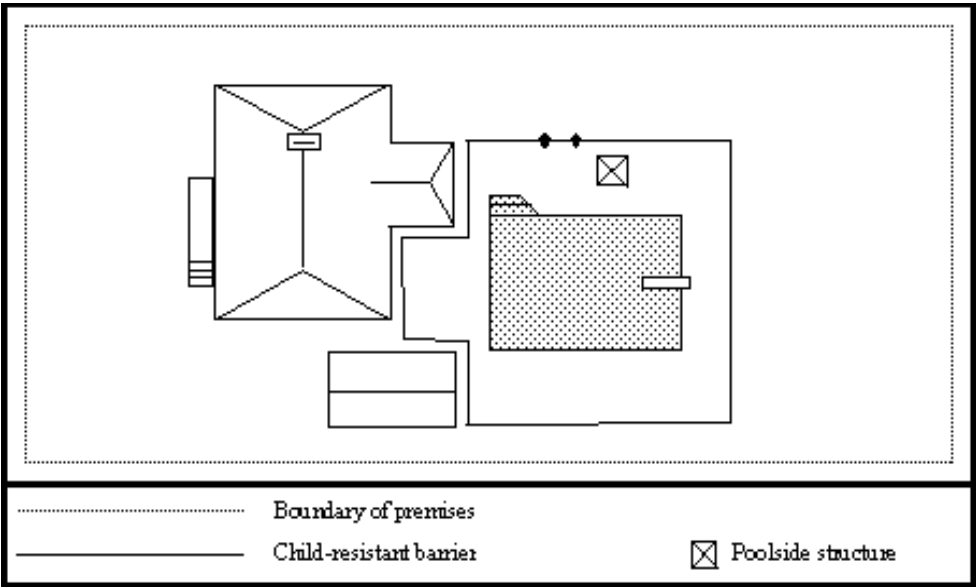 Boundary of premises
Child-resistant barrier
Poolside structure